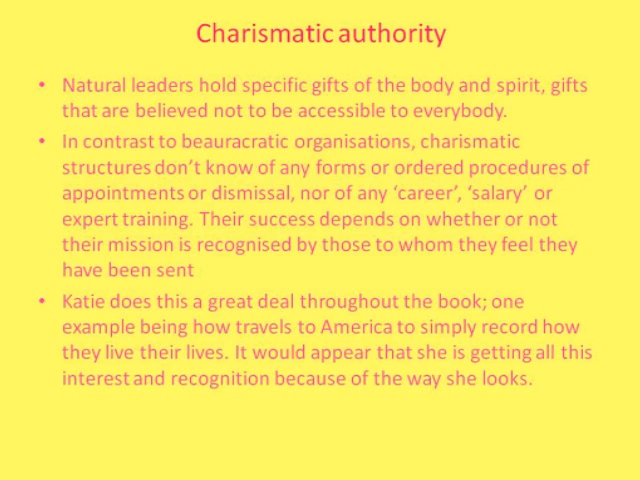 Charismatic authority
• Natural leaders hold specific gifts of the body and spirit, gifts
that are believed not to be accessible to everybody.
• In contrast to beauracratic organisations, charismatic
structures don’t know of any forms or ordered procedures of
appointments or dismissal, nor of any ‘career’, ‘salary’ or
expert training. Their success depends on whether or not
their mission is recognised by those to whom they feel they
have been sent
• Katie does this a great deal throughout the book; one
example being how travels to America to simply record how
they live their lives. It would appear that she is getting all this
interest and recognition because of the way she looks.